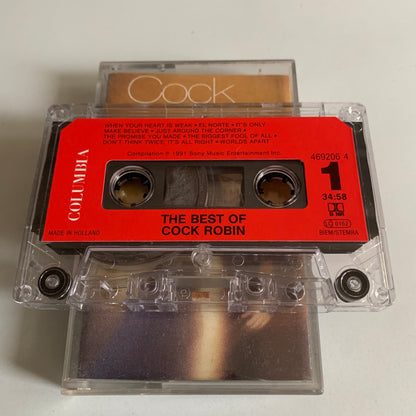 Cock
WHEN YOUR HEART IS WEAK • EL NORTE • IT'S ONLY
MAKE BELIEVE • JUST AROUND THE CORNER •
THE PROMISE YOU MADE • THE BIGGEST FOOL OF ALL •
DON'T THINK TWICE, IT'S ALL RIGHT • WORLDS APART
Compilation ℗ 1991 Sony Music Entertainment Inc.
469206 4
1
34:58
COLUMBIA
THE BEST OF
COCK ROBIN
MADE IN HOLLAND
BIEM/STEMRA